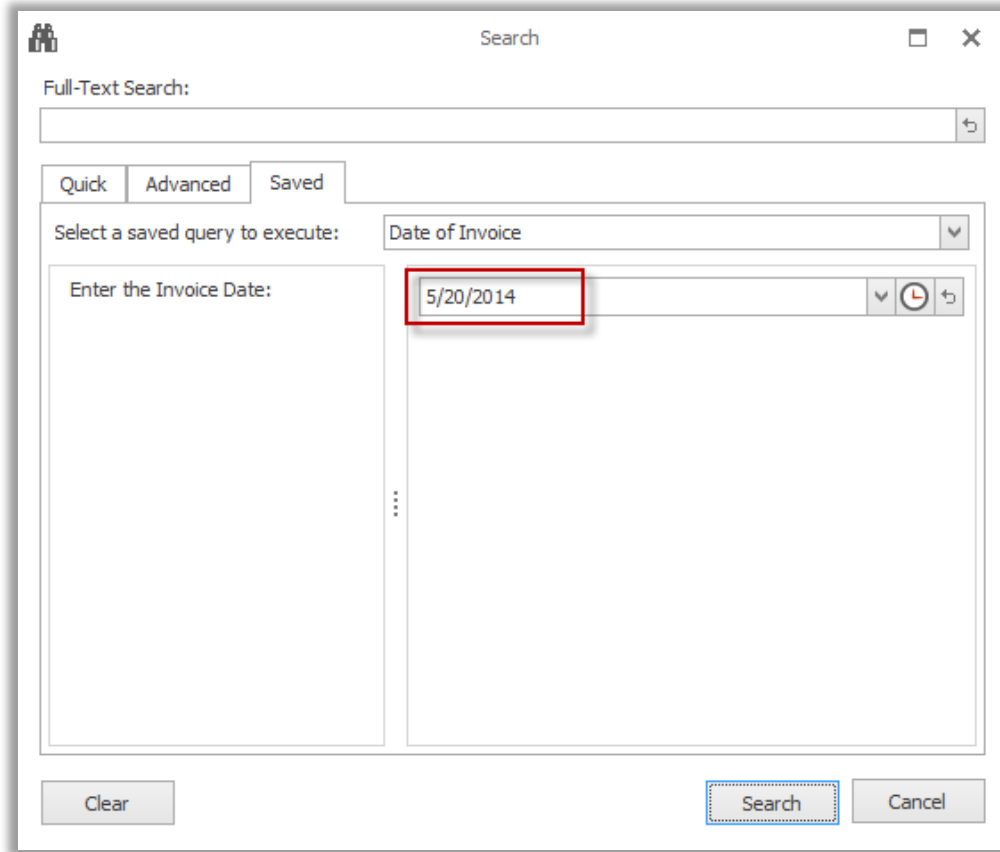 Search
Full-Text Search:
Quick Advanced Saved
Select a saved query to execute: Date of Invoice
Enter the Invoice Date: 5/20/2014
Clear Search Cancel